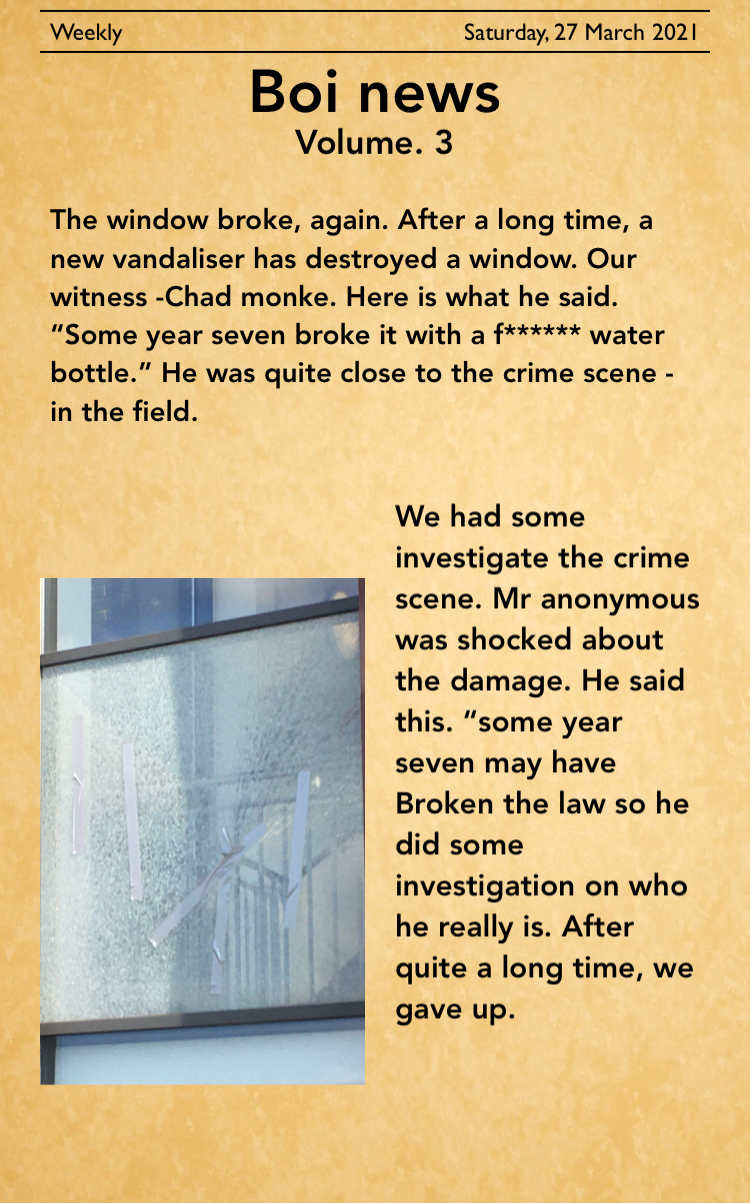 Weekly
Saturday, 27 March 2021
Boi news
Volume. 3
The window broke, again. After a long time, a
new vandaliser has destroyed a window. Our
witness -Chad monke. Here is what he said.
“Some year seven broke it with a f****** water
bottle.” He was quite close to the crime scene -
in the field.
We had some
investigate the crime
scene. Mr anonymous
was shocked about
the damage. He said
this. “some year
seven may have
Broken the law so he
did some
investigation on who
he really is. After
quite a long time, we
gave up.